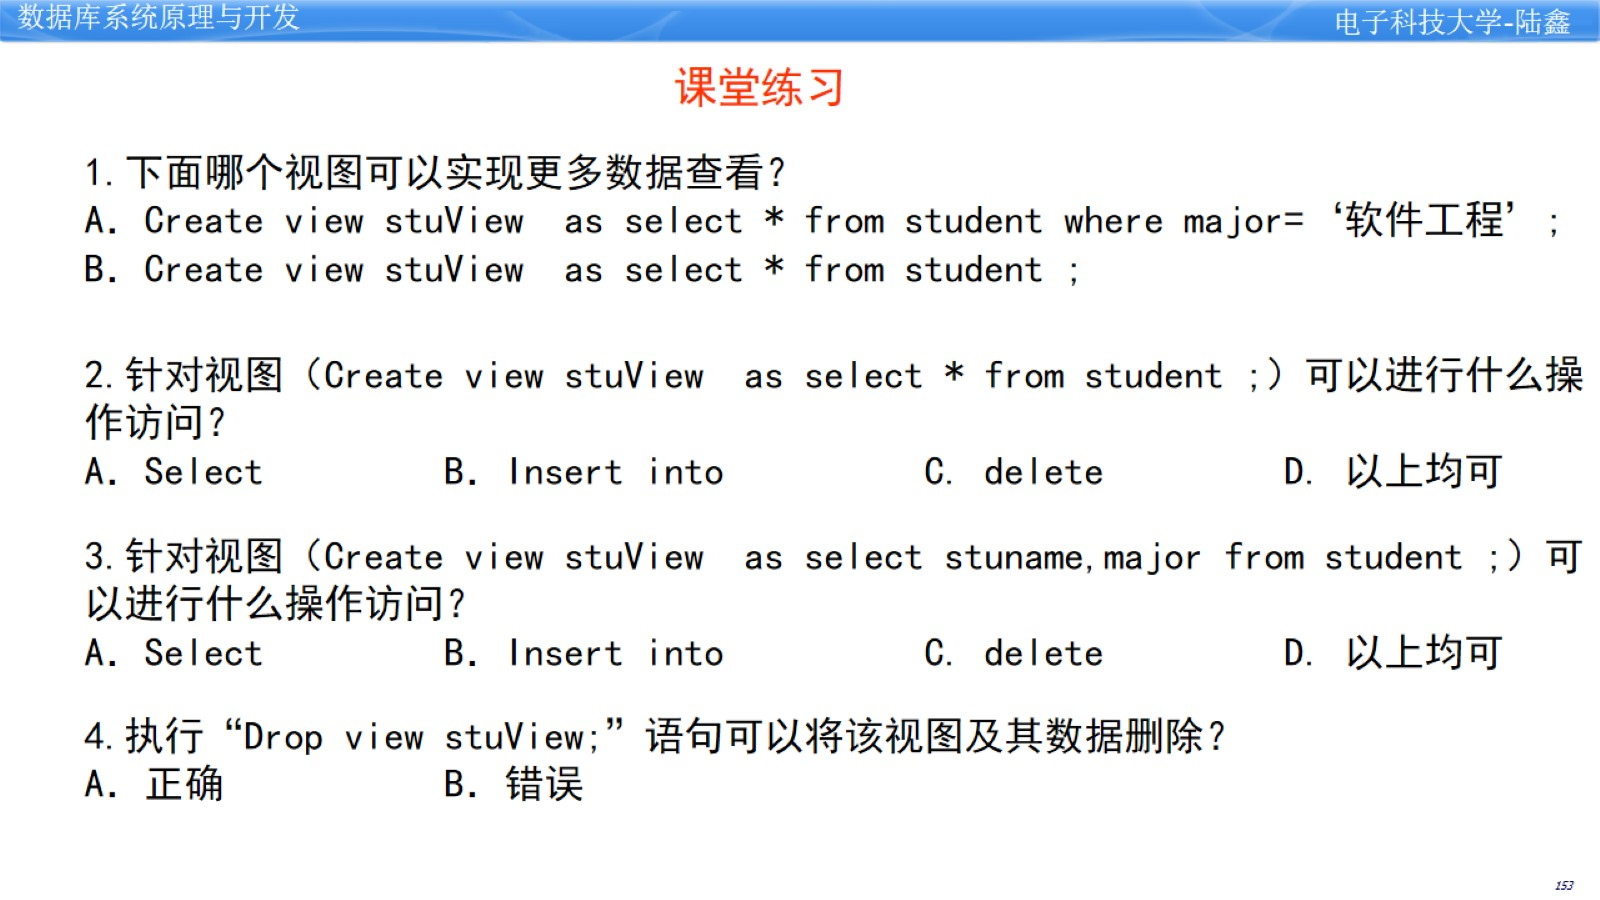 数据库系统原理与开发
电子科技大学-陆鑫
课堂练习
1.下面哪个视图可以实现更多数据查看？
A. Create view stuView  as select * from student where major= ‘软件工程’ ;
B. Create view stuView  as select * from student ;
2.针对视图（Create view stuView  as select * from student ;）可以进行什么操
作访问？
A. Select B. Insert into C. delete D. 以上均可
3.针对视图（Create view stuView  as select stuname,major from student ;）可
以进行什么操作访问？
A. Select B. Insert into C. delete D. 以上均可
4.执行“Drop view stuView;”语句可以将该视图及其数据删除？
A. 正确 B. 错误
153